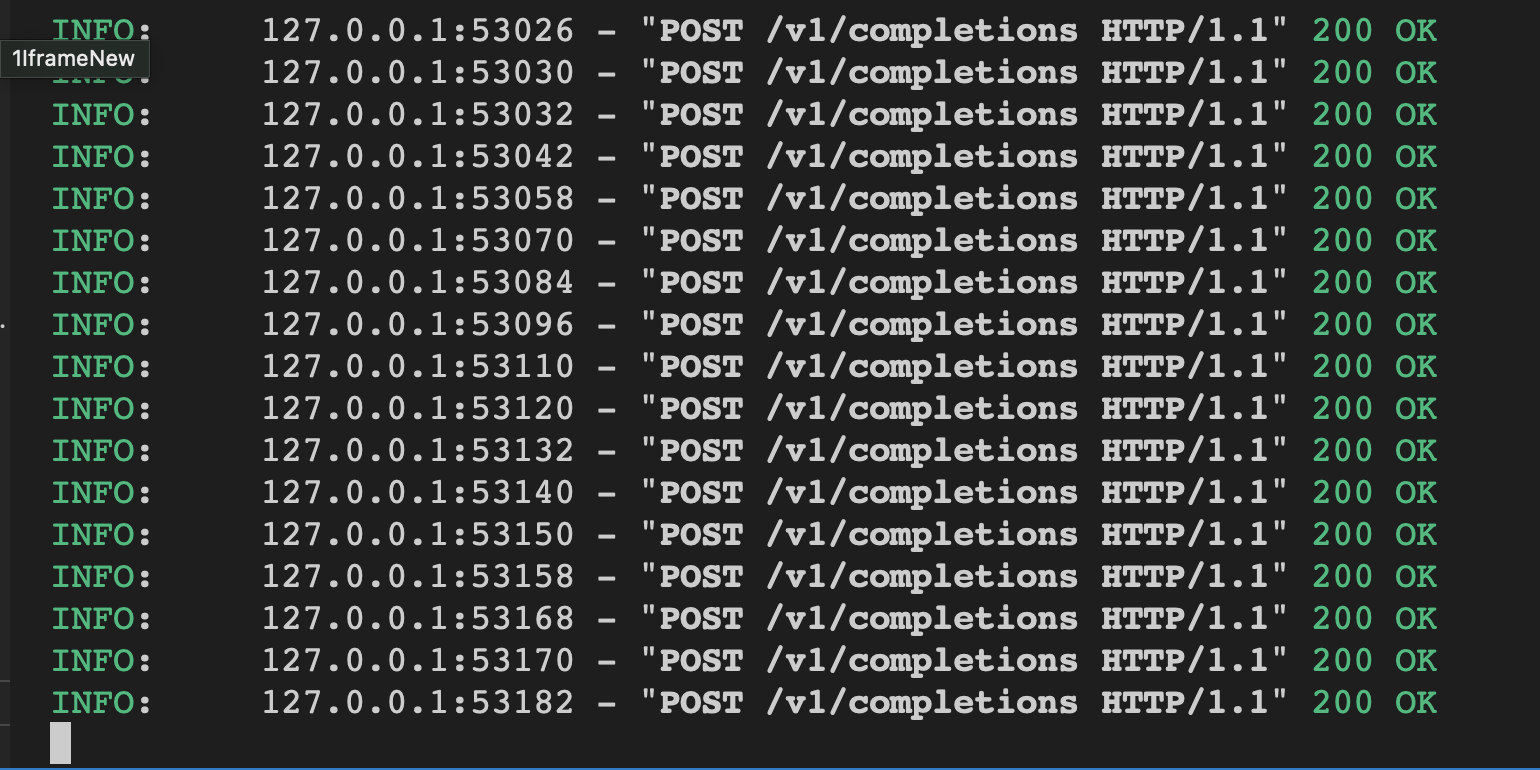 INFO: 127.0.0.1:53026 – "POST /v1/completions HTTP/1.1" 200 OK
1IframeNew
INFO: 127.0.0.1:53030 – "POST /v1/completions HTTP/1.1" 200 OK
INFO: 127.0.0.1:53032 – "POST /v1/completions HTTP/1.1" 200 OK
INFO: 127.0.0.1:53042 – "POST /v1/completions HTTP/1.1" 200 OK
INFO: 127.0.0.1:53058 – "POST /v1/completions HTTP/1.1" 200 OK
INFO: 127.0.0.1:53070 – "POST /v1/completions HTTP/1.1" 200 OK
INFO: 127.0.0.1:53084 – "POST /v1/completions HTTP/1.1" 200 OK
INFO: 127.0.0.1:53096 – "POST /v1/completions HTTP/1.1" 200 OK
INFO: 127.0.0.1:53110 – "POST /v1/completions HTTP/1.1" 200 OK
INFO: 127.0.0.1:53120 – "POST /v1/completions HTTP/1.1" 200 OK
INFO: 127.0.0.1:53132 – "POST /v1/completions HTTP/1.1" 200 OK
INFO: 127.0.0.1:53140 – "POST /v1/completions HTTP/1.1" 200 OK
INFO: 127.0.0.1:53150 – "POST /v1/completions HTTP/1.1" 200 OK
INFO: 127.0.0.1:53158 – "POST /v1/completions HTTP/1.1" 200 OK
INFO: 127.0.0.1:53168 – "POST /v1/completions HTTP/1.1" 200 OK
INFO: 127.0.0.1:53170 – "POST /v1/completions HTTP/1.1" 200 OK
INFO: 127.0.0.1:53182 – "POST /v1/completions HTTP/1.1" 200 OK